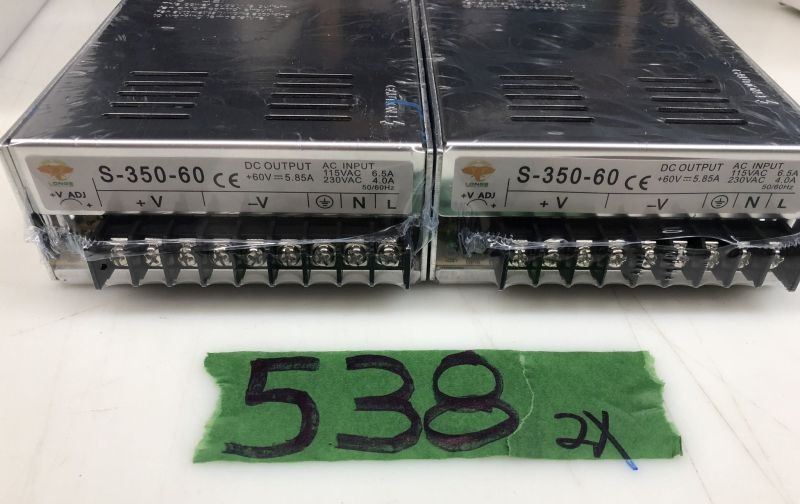 S-350-60 CE
DC OUTPUT
+60V 5.85A
AC INPUT
115VAC 6.5A
230VAC 4.0A
50/60Hz
LONGS
+V ADJ
+V -V N L
S-350-60 CE
DC OUTPUT
+60V 5.85A
AC INPUT
115VAC 6.5A
230VAC 4.0A
50/60Hz
LONGS
+V ADJ
+V -V N L
538 2X